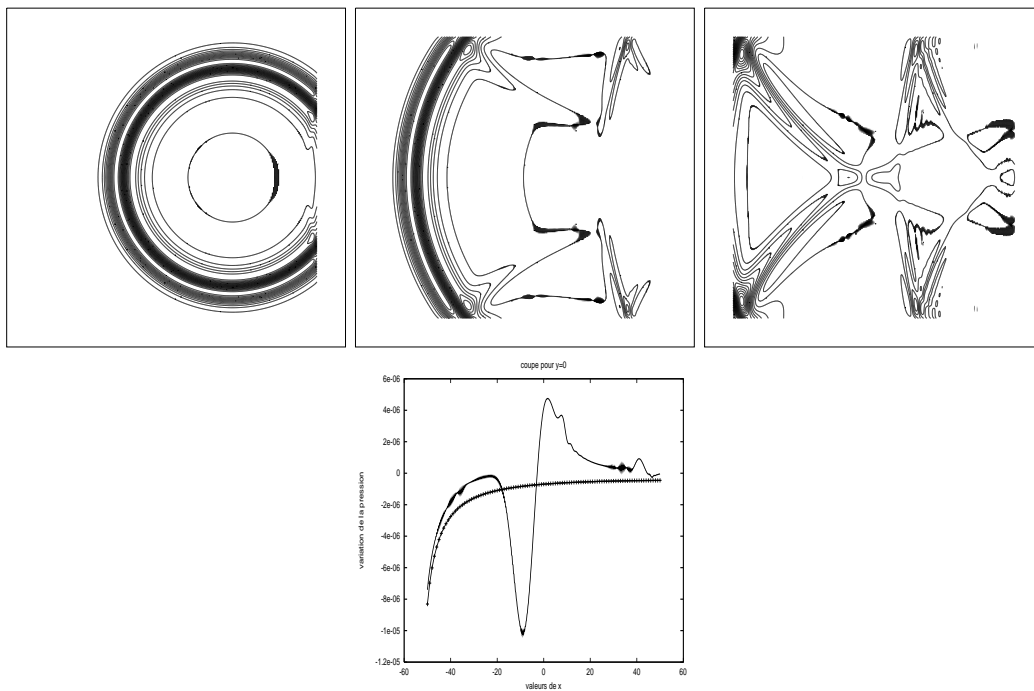 coupe pour y=0
6e-06
4e-06
2e-06
0
-2e-06
-4e-06
-6e-06
-8e-06
-1e-05
-1.2e-05
variation de la pression
-60 -40 -20 0 20 40 60
valeurs de x